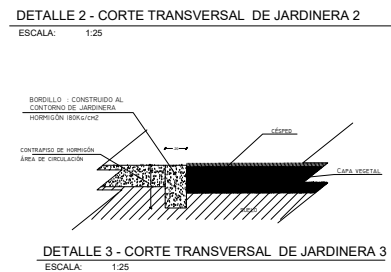 DETALLE 2 - CORTE TRANSVERSAL DE JARDINERA 2
ESCALA: 1:25
BORDILLO : CONSTRUIDO AL
CONTORNO DE JARDINERA
HORMIGÓN 180KG/CM2
CÉSPED
CONTRAPISO DE HORMIGÓN
ÁREA DE CIRCULACIÓN
CAPA VEGETAL
SUELO
DETALLE 3 - CORTE TRANSVERSAL DE JARDINERA 3
ESCALA: 1:25